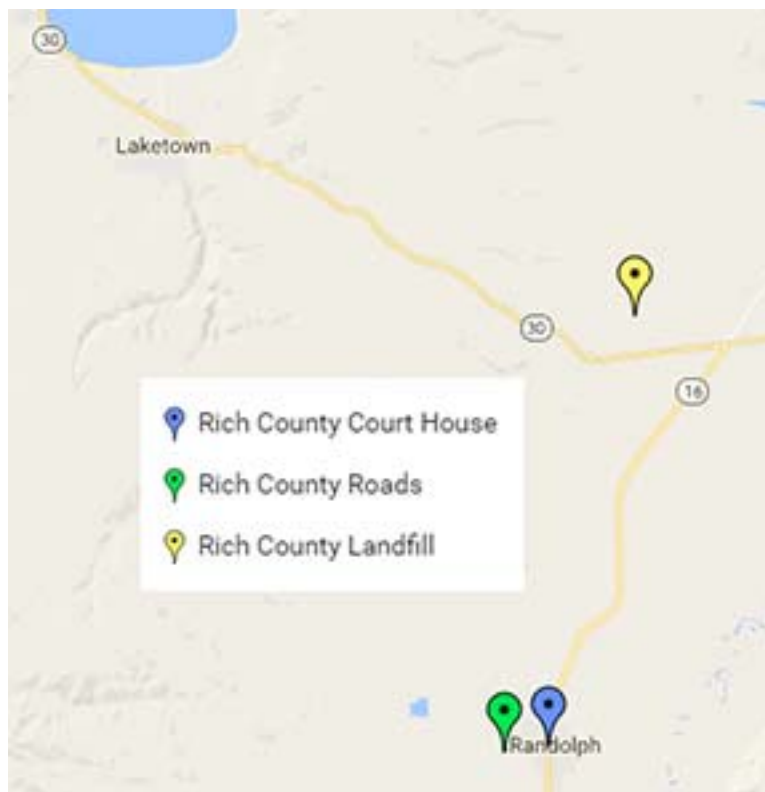 30
Laketown
30
16
Rich County Court House
Rich County Roads
Rich County Landfill
Randolph